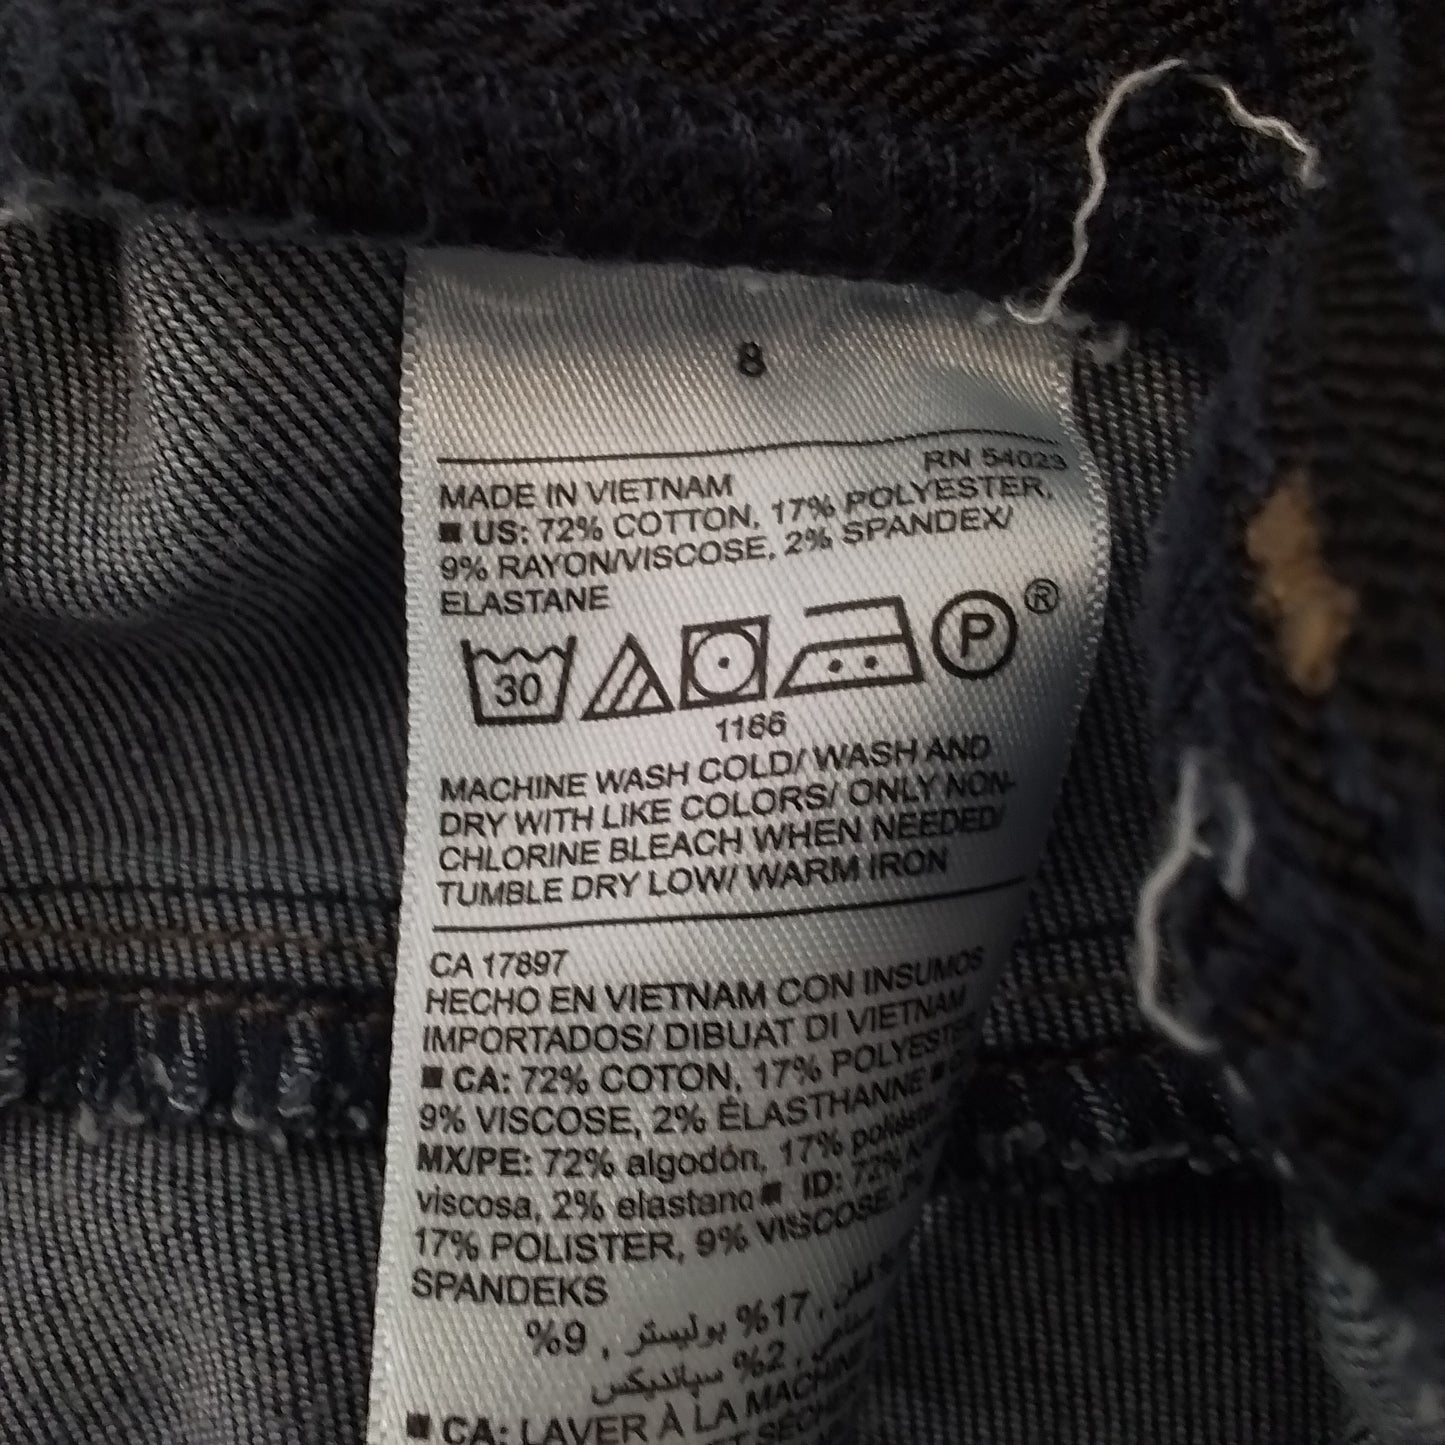 8
RN 54023
MADE IN VIETNAM
■ US: 72% COTTON, 17% POLYESTER,
9% RAYON/VISCOSE, 2% SPANDEX/
ELASTANE
30 P ®
1166
MACHINE WASH COLD/ WASH AND
DRY WITH LIKE COLORS/ ONLY NON-
CHLORINE BLEACH WHEN NEEDED/
TUMBLE DRY LOW/ WARM IRON
CA 17897
HECHO EN VIETNAM CON INSUMOS
IMPORTADOS/ DIBUAT DI VIETNAM
■ CA: 72% COTON, 17% POLYESTER
9% VISCOSE, 2% ÉLASTHANNE ■
MX/PE: 72% algodón, 17%
viscosa, 2% elastano ■ ID: 72%
17% POLISTER, 9% VISCOSE,
SPANDEKS
17% بوليستر , 9%
2% سپانديكس
■ CA: LAVER À LA